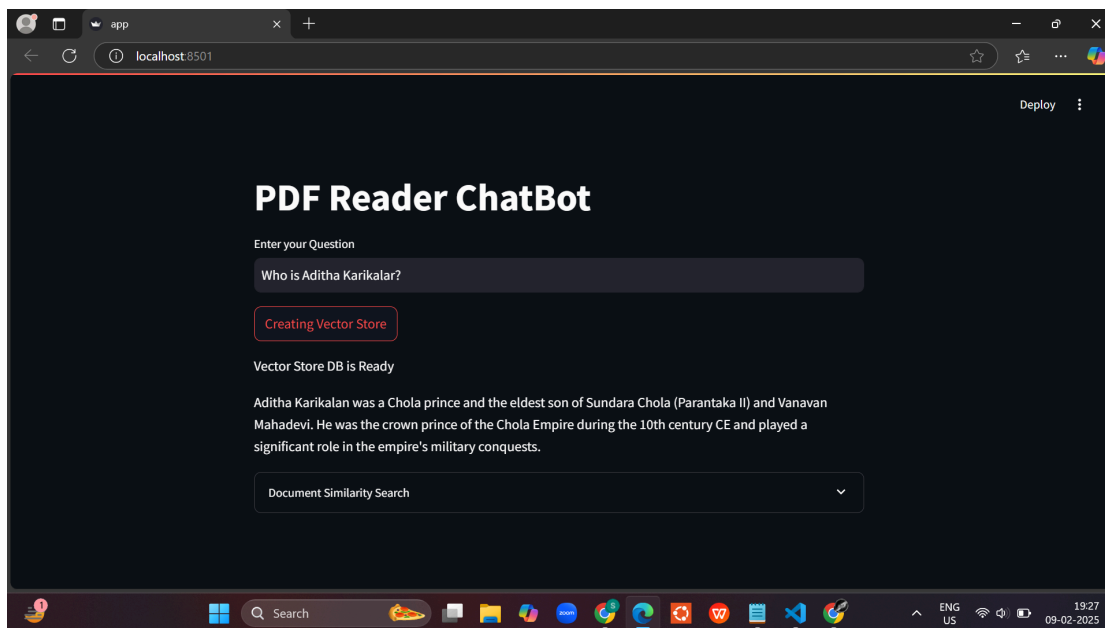 app
localhost:8501
Deploy
PDF Reader ChatBot
Enter your Question
Who is Aditha Karikalar?
Creating Vector Store
Vector Store DB is Ready
Aditha Karikalan was a Chola prince and the eldest son of Sundara Chola (Parantaka II) and Vanavan
Mahadevi. He was the crown prince of the Chola Empire during the 10th century CE and played a
significant role in the empire's military conquests.
Document Similarity Search
1
Search
zoom
S
W
ENG
US
19:27
09-02-2025